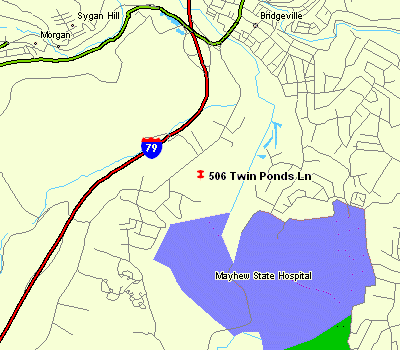 Sygan Hill
Bridgeville
Morgan
79
506 Twin Ponds Ln
Mayhew State Hospital